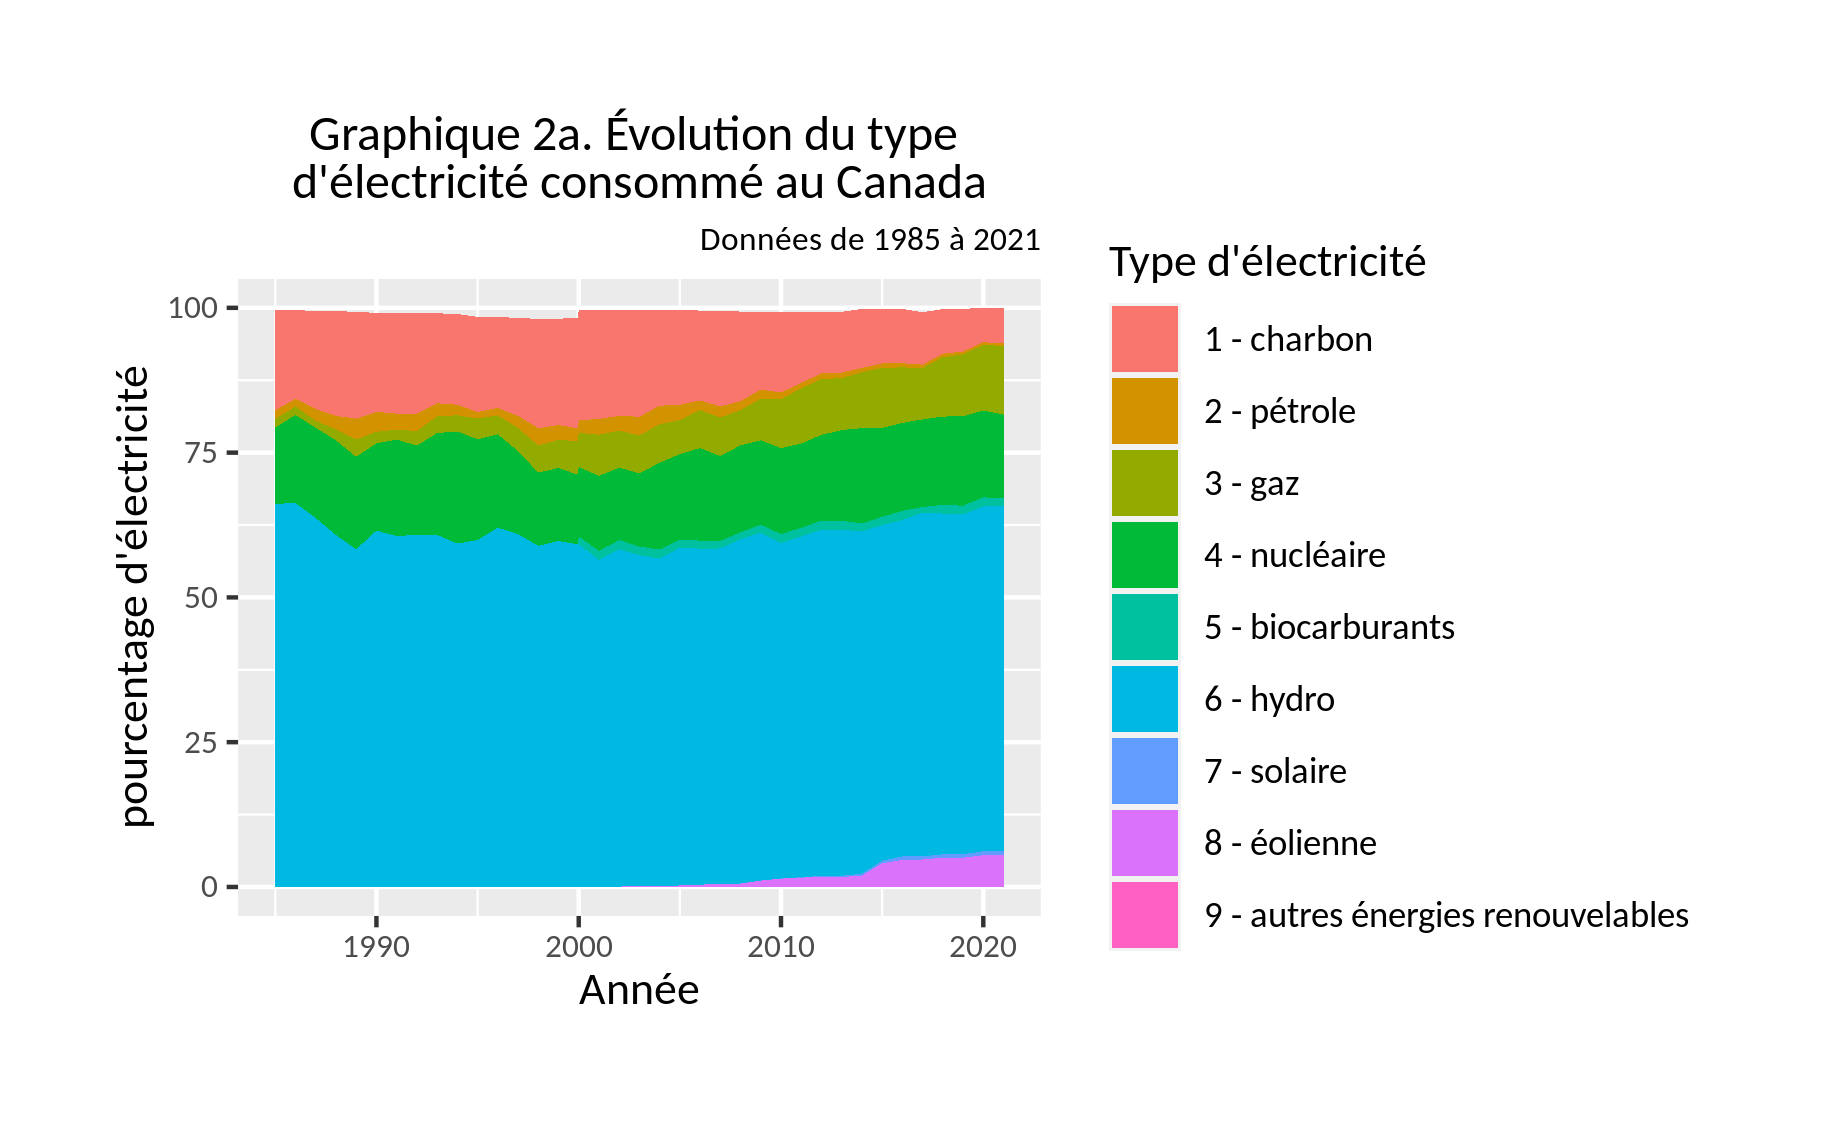 Graphique 2a. Évolution du type
d'électricité consommé au Canada
Données de 1985 à 2021
pourcentage d'électricité
100
75
50
25
0
1990
2000
2010
2020
Année
Type d'électricité
1 - charbon
2 - pétrole
3 - gaz
4 - nucléaire
5 - biocarburants
6 - hydro
7 - solaire
8 - éolienne
9 - autres énergies renouvelables